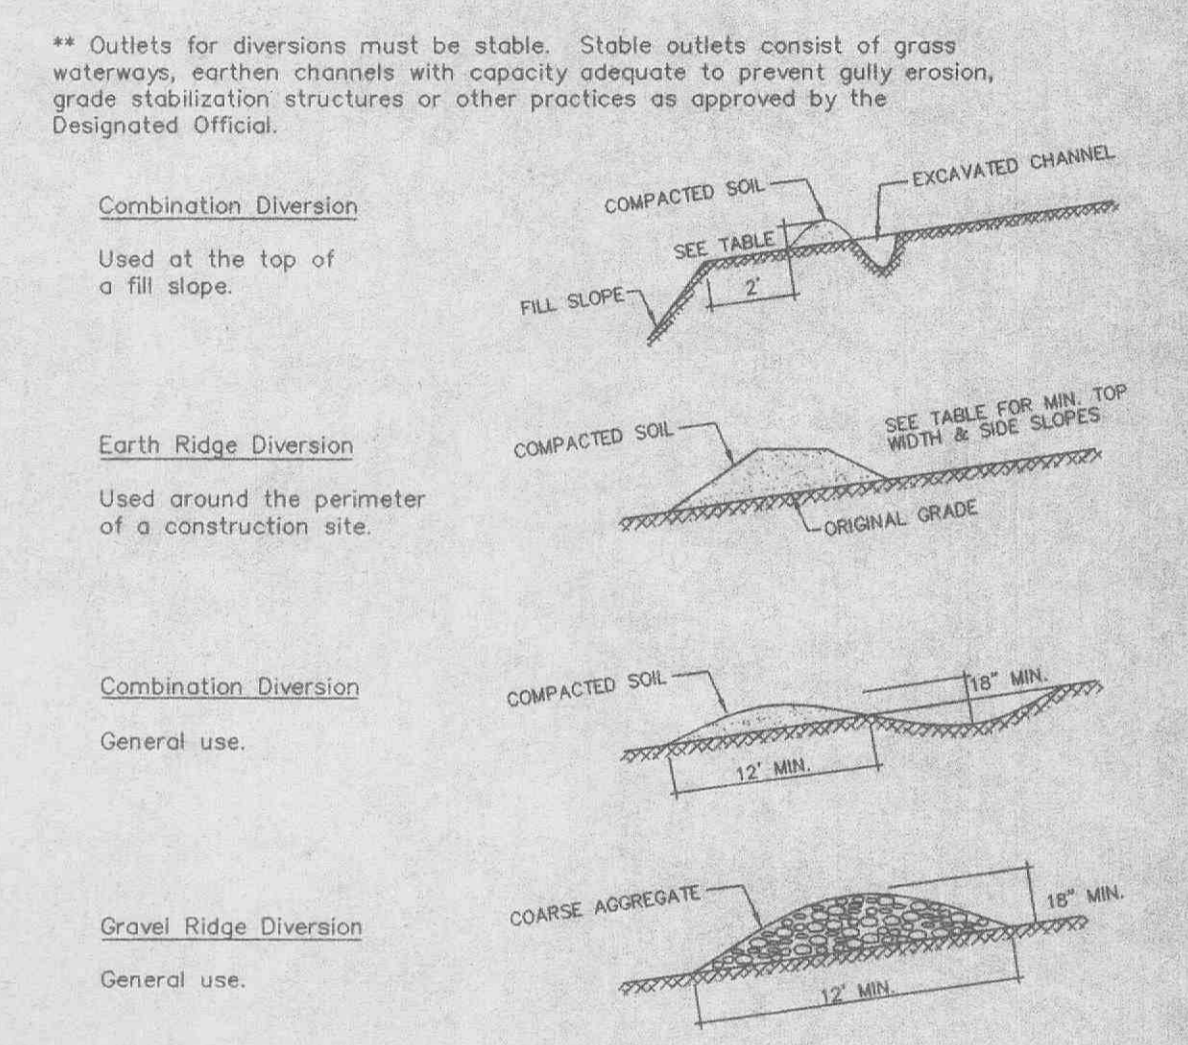 ** Outlets for diversions must be stable. Stable outlets consist of grass
waterways, earthen channels with capacity adequate to prevent gully erosion,
grade stabilization structures or other practices as approved by the
Designated Official.
Combination Diversion
Used at the top of
a fill slope.
COMPACTED SOIL
EXCAVATED CHANNEL
SEE TABLE
2'
FILL SLOPE
Earth Ridge Diversion
Used around the perimeter
of a construction site.
COMPACTED SOIL
SEE TABLE FOR MIN. TOP
WIDTH & SIDE SLOPES
ORIGINAL GRADE
Combination Diversion
General use.
COMPACTED SOIL
18" MIN.
12' MIN.
Gravel Ridge Diversion
General use.
COARSE AGGREGATE
18" MIN.
12' MIN.